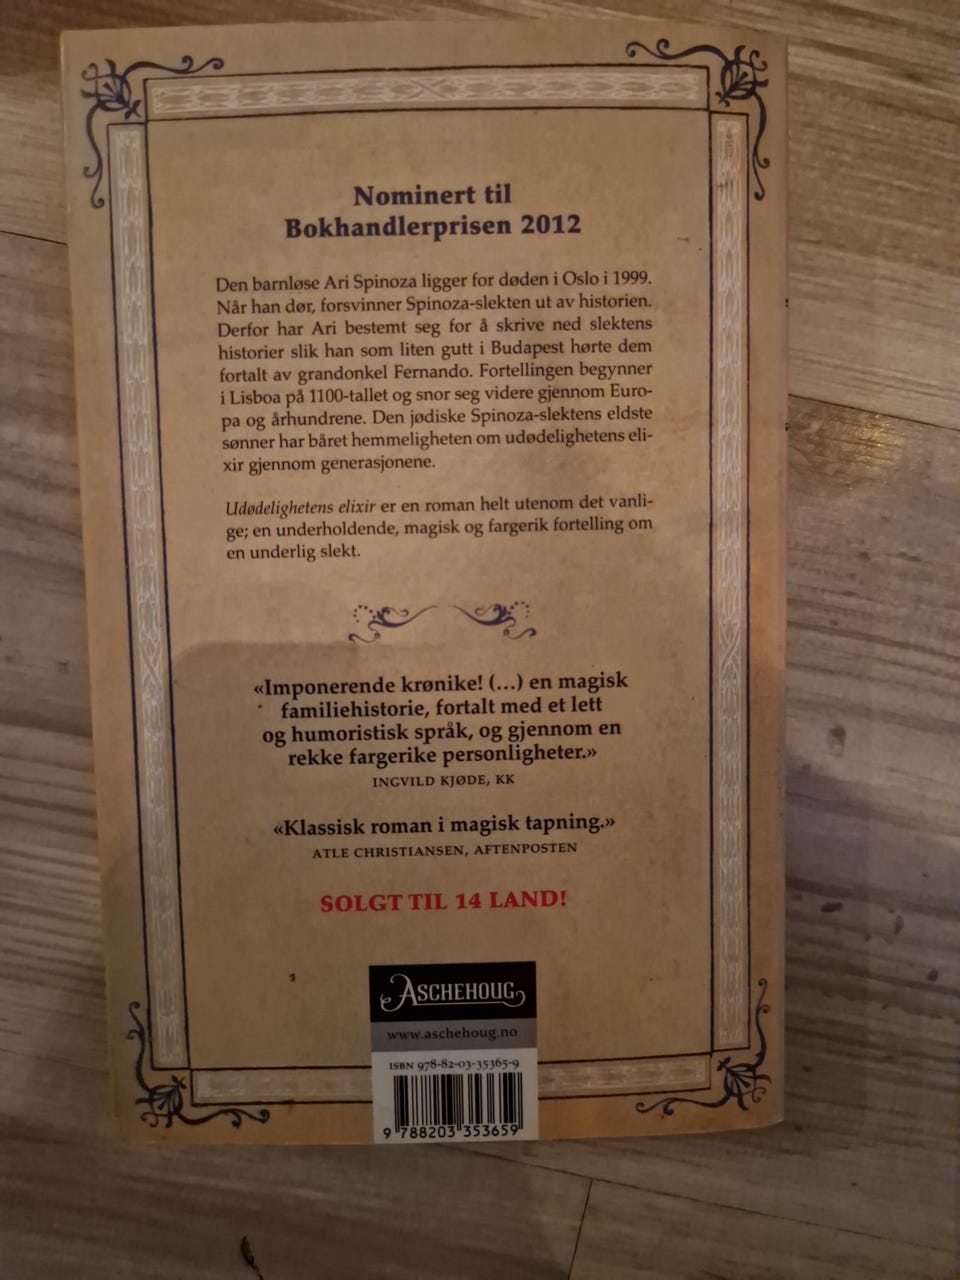 Nominert til
Bokhandlerprisen 2012
Den barnløse Ari Spinoza ligger for døden i Oslo i 1999.
Når han dør, forsvinner Spinoza-slekten ut av historien.
Derfor har Ari bestemt seg for å skrive ned slektens
historier slik han som liten gutt i Budapest hørte dem
fortalt av grandonkel Fernando. Fortellingen begynner
i Lisboa på 1100-tallet og snor seg videre gjennom Euro-
pa og århundrene. Den jødiske Spinoza-slektens eldste
sønner har båret hemmeligheten om udødelighetens eli-
xir gjennom generasjonene.
Udødelighetens elixir er en roman helt utenom det vanli-
ge; en underholdende, magisk og fargerik fortelling om
en underlig slekt.
«Imponerende krønike! (...) en magisk
familiehistorie, fortalt med et lett
og humoristisk språk, og gjennom en
rekke fargerike personligheter.»
INGVILD KJØDE, KK
«Klassisk roman i magisk tapning.»
ATLE CHRISTIANSEN, AFTENPOSTEN
SOLGT TIL 14 LAND!
ASCHEHOUG
www.aschehoug.no
ISBN 978-82-03-35365-9
9 788203 353659